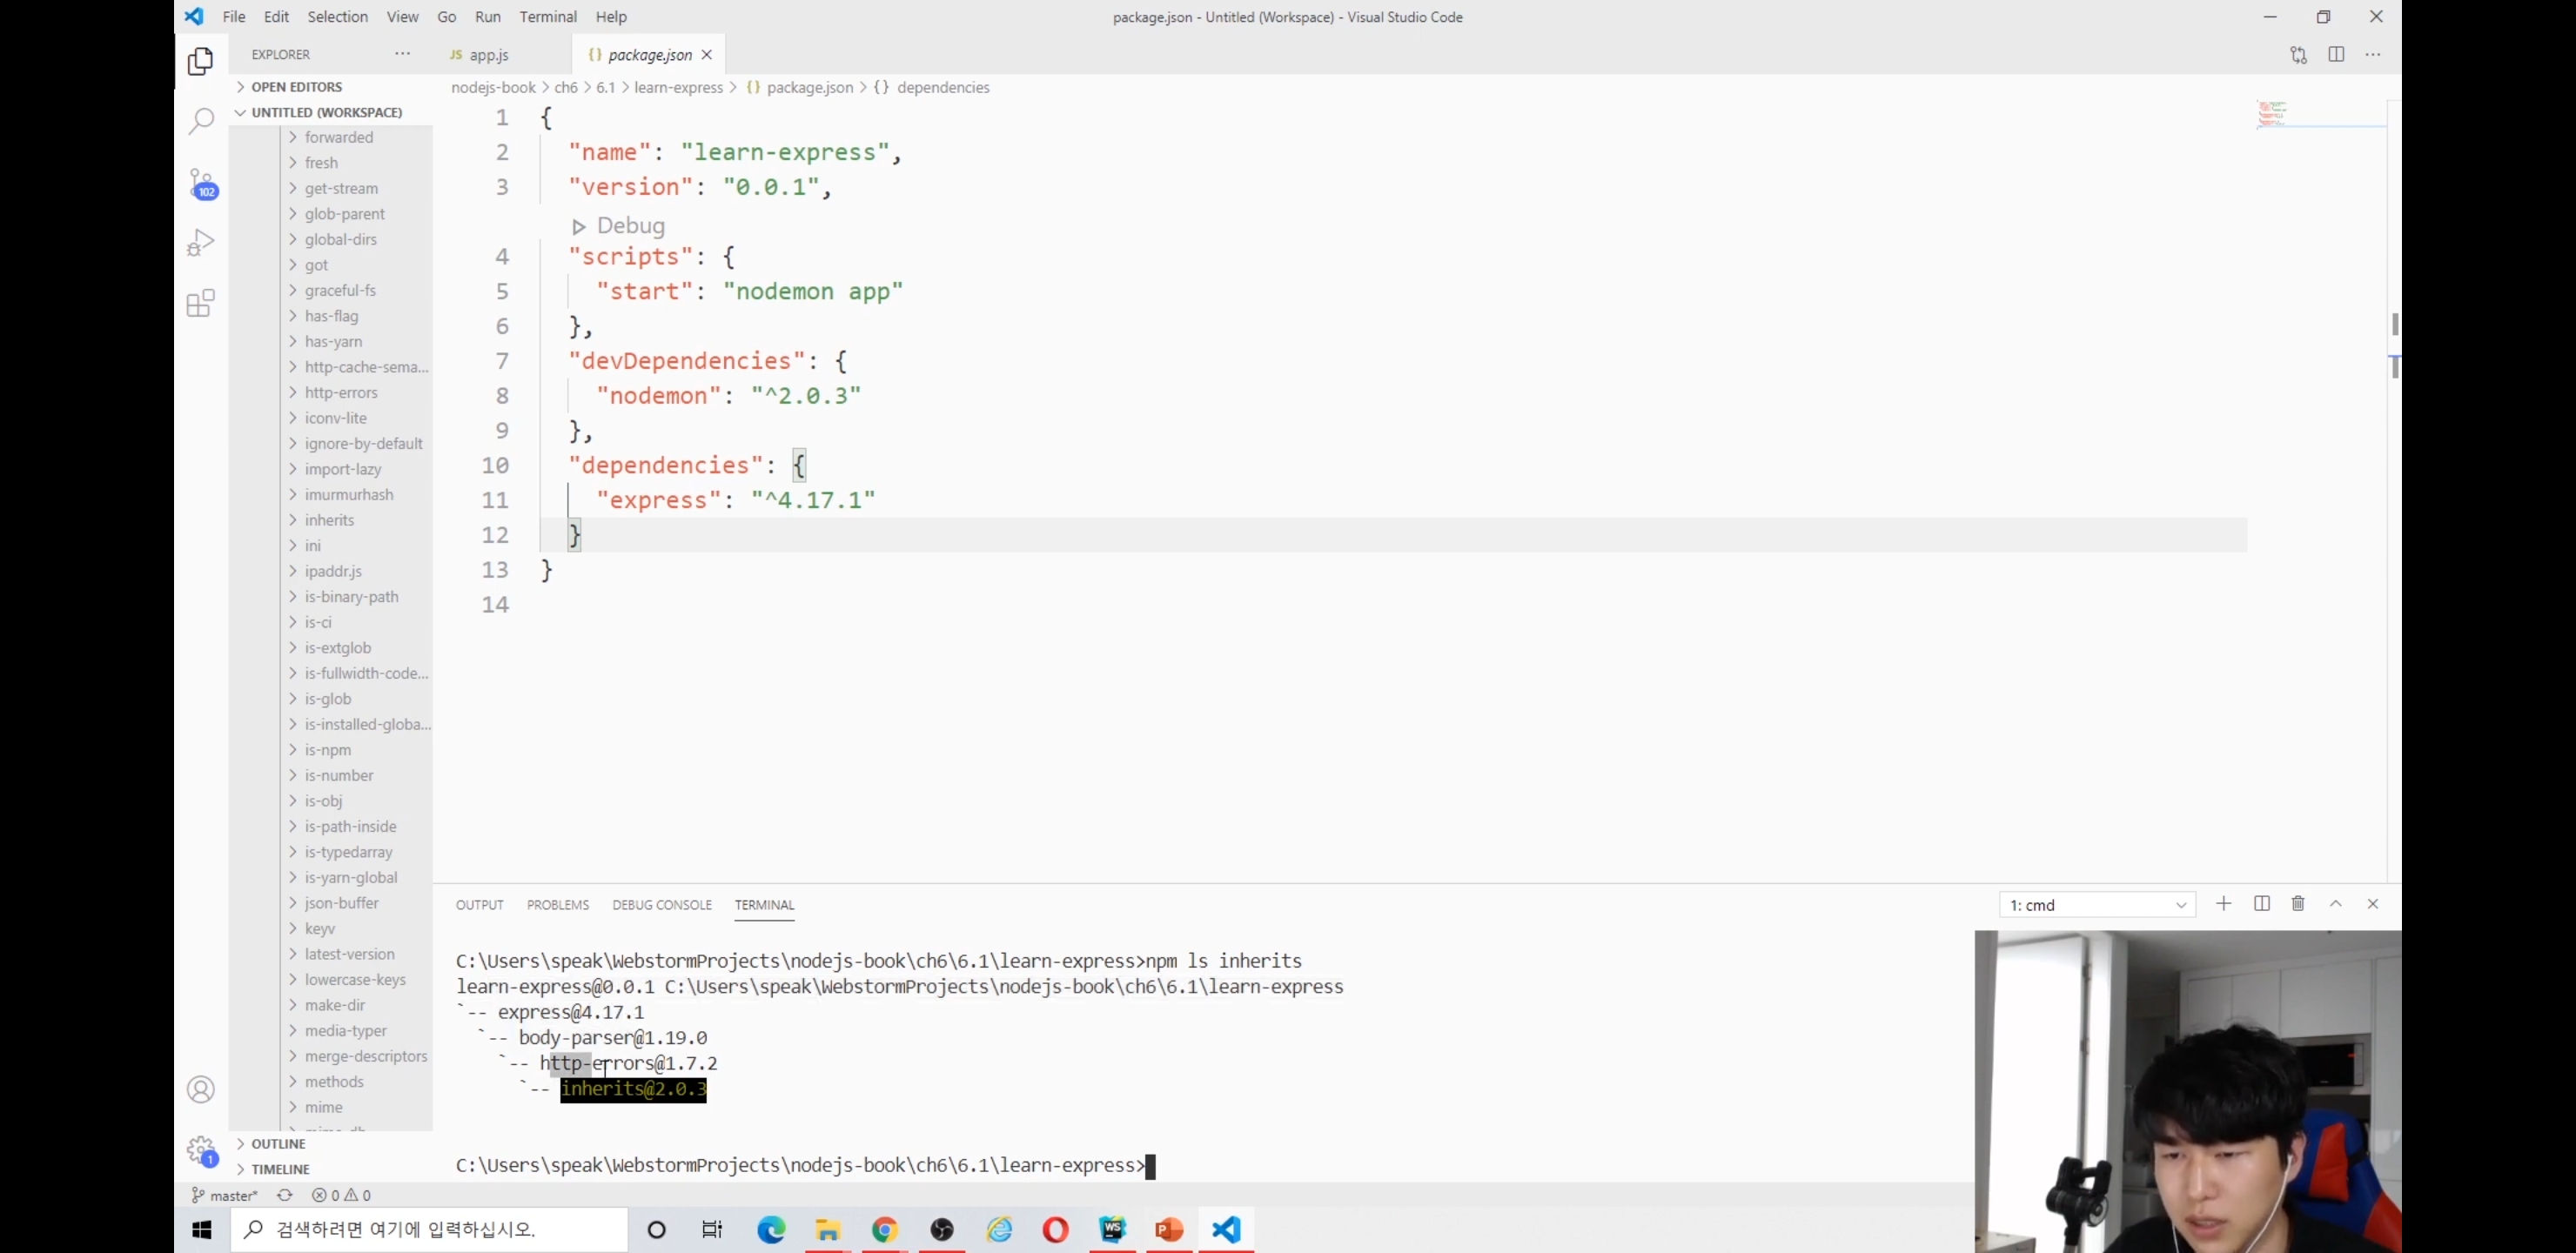 File Edit Selection View Go Run Terminal Help
package.json - Untitled (Workspace) - Visual Studio Code
EXPLORER
JS app.js
{} package.json
OPEN EDITORS
UNTITLED (WORKSPACE)
forwarded
fresh
get-stream
glob-parent
global-dirs
got
graceful-fs
has-flag
has-yarn
http-cache-sema...
http-errors
iconv-lite
ignore-by-default
import-lazy
imurmurhash
inherits
ini
ipaddr.js
is-binary-path
is-ci
is-extglob
is-fullwidth-code...
is-glob
is-installed-globa...
is-npm
is-number
is-obj
is-path-inside
is-typedarray
is-yarn-global
json-buffer
keyv
latest-version
lowercase-keys
make-dir
media-typer
merge-descriptors
methods
mime
OUTLINE
TIMELINE
102
1
nodejs-book > ch6 > 6.1 > learn-express > {} package.json > {} dependencies
1 {
2 "name": "learn-express",
3 "version": "0.0.1",
Debug
4 "scripts": {
5 "start": "nodemon app"
6 },
7 "devDependencies": {
8 "nodemon": "^2.0.3"
9 },
10 "dependencies": {
11 "express": "^4.17.1"
12 }
13 }
14
OUTPUT PROBLEMS DEBUG CONSOLE TERMINAL
1: cmd
C:\Users\speak\WebstormProjects\nodejs-book\ch6\6.1\learn-express>npm ls inherits
learn-express@0.0.1 C:\Users\speak\WebstormProjects\nodejs-book\ch6\6.1\learn-express
`-- express@4.17.1
`-- body-parser@1.19.0
`-- http-errors@1.7.2
`-- inherits@2.0.3
C:\Users\speak\WebstormProjects\nodejs-book\ch6\6.1\learn-express>
master* 0 0
검색하려면 여기에 입력하십시오.
WS
P